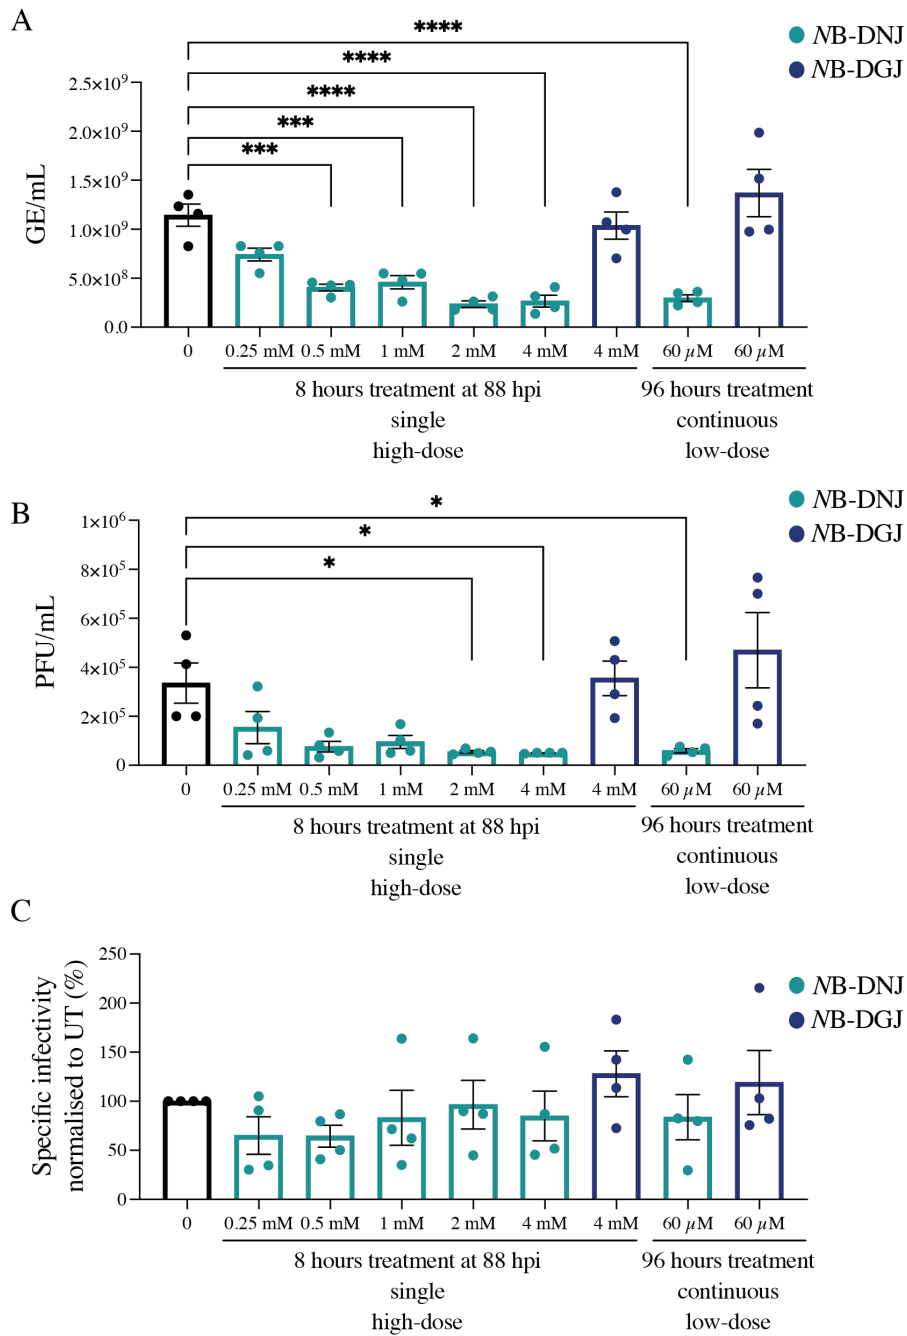 A
NB-DNJ
NB-DGJ
****
****
****
***
***
GE/mL
2.5×10⁹
2.0×10⁹
1.5×10⁹
1.0×10⁹
5.0×10⁸
0.0
0 0.25 mM 0.5 mM 1 mM 2 mM 4 mM 4 mM 60 µM 60 µM
8 hours treatment at 88 hpi 96 hours treatment
single continuous
high-dose low-dose
B
NB-DNJ
NB-DGJ
*
*
*
PFU/mL
1×10⁶
8×10⁵
6×10⁵
4×10⁵
2×10⁵
0
0 0.25 mM 0.5 mM 1 mM 2 mM 4 mM 4 mM 60 µM 60 µM
8 hours treatment at 88 hpi 96 hours treatment
single continuous
high-dose low-dose
C
NB-DNJ
NB-DGJ
Specific infectivity
normalised to UT (%)
250
200
150
100
50
0
0 0.25 mM 0.5 mM 1 mM 2 mM 4 mM 4 mM 60 µM 60 µM
8 hours treatment at 88 hpi 96 hours treatment
single continuous
high-dose low-dose